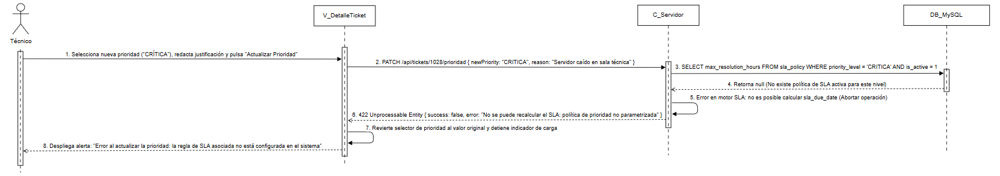 V_DetalleTicket
C_Servidor
DB_MySQL
Técnico
1. Selecciona nueva prioridad ("CRÍTICA"), redacta justificación y pulsa "Actualizar Prioridad"
2. PATCH /api/tickets/1028/prioridad { newPriority: "CRITICA", reason: "Servidor caído en sala técnica" }
3. SELECT max_resolution_hours FROM sla_policy WHERE priority_level = 'CRITICA' AND is_active = 1
4. Retorna null (No existe política de SLA activa para este nivel)
5. Error en motor SLA: no es posible calcular sla_due_date (Abortar operación)
6. 422 Unprocessable Entity { success: false, error: "No se puede recalcular el SLA: política de prioridad no parametrizada" }
7. Revierte selector de prioridad al valor original y detiene indicador de carga
8. Despliega alerta: "Error al actualizar la prioridad: la regla de SLA asociada no está configurada en el sistema"